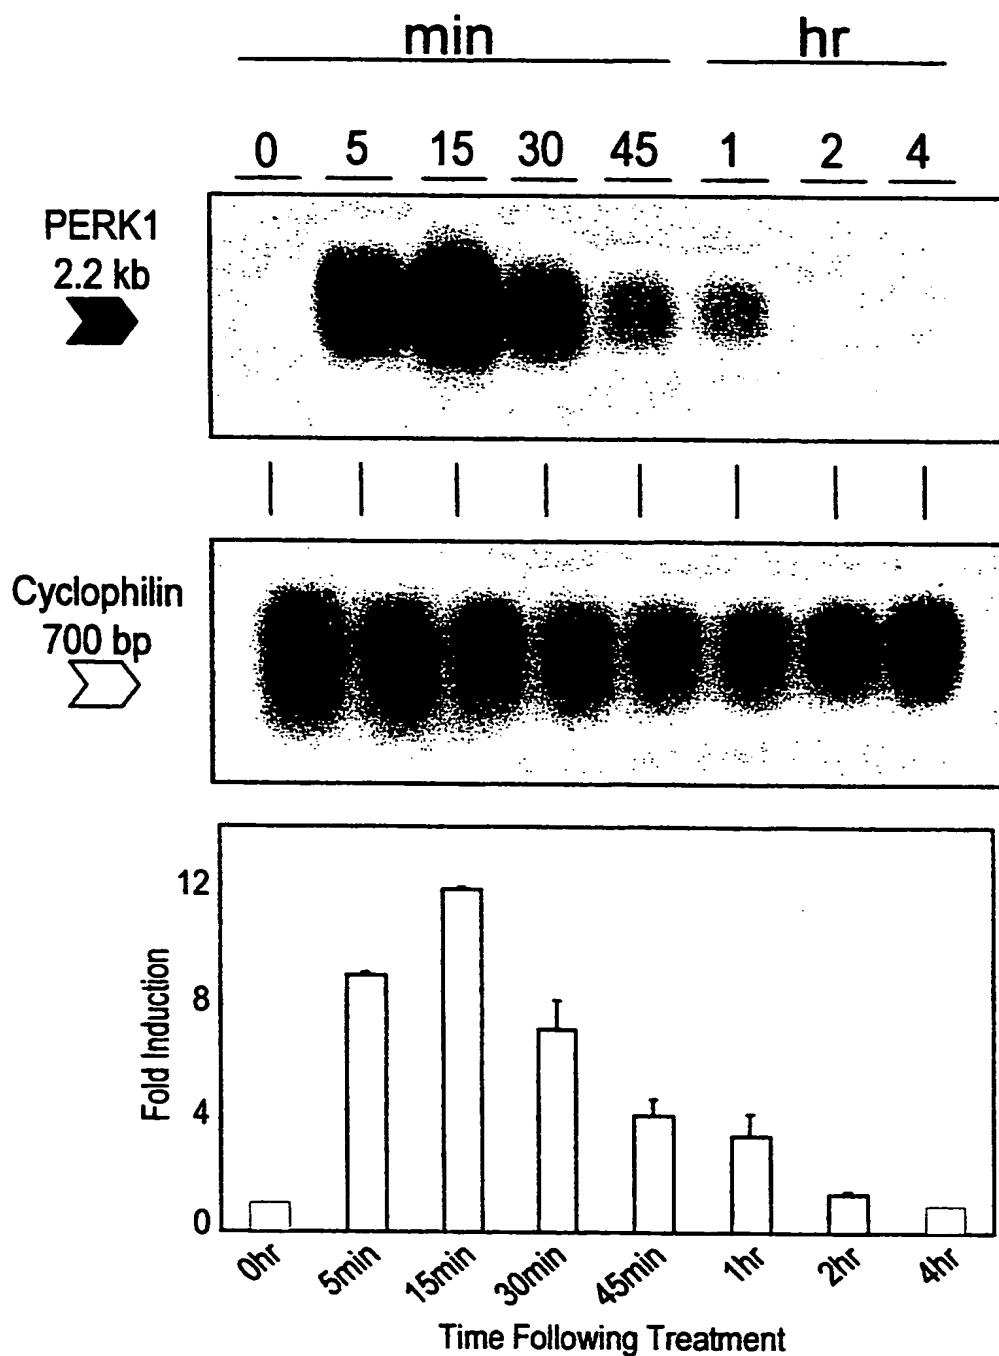 min hr
0 5 15 30 45 1 2 4
PERK1
2.2 kb
Cyclophilin
700 bp
12
8
4
0
Fold Induction
0hr 5min 15min 30min 45min 1hr 2hr 4hr
Time Following Treatment